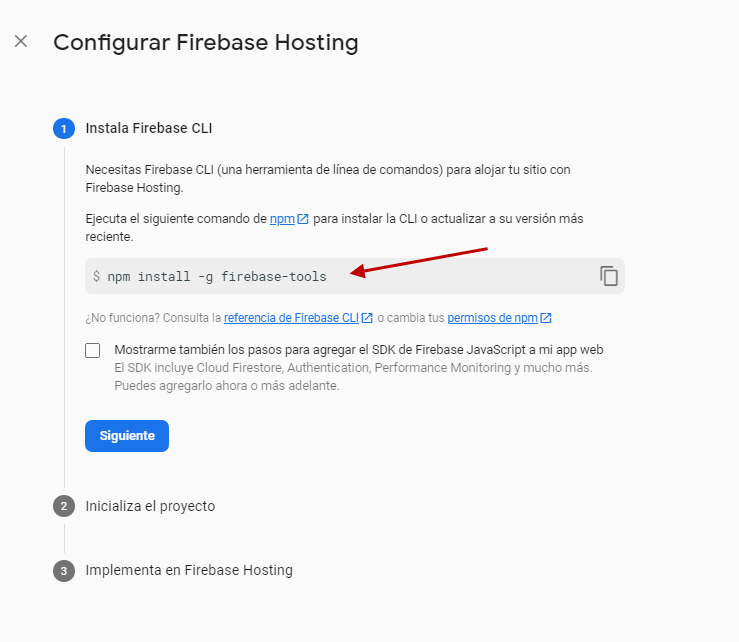 Configurar Firebase Hosting
1 Instala Firebase CLI
Necesitas Firebase CLI (una herramienta de línea de comandos) para alojar tu sitio con
Firebase Hosting.
Ejecuta el siguiente comando de npm para instalar la CLI o actualizar a su versión más
reciente.
$ npm install -g firebase-tools
¿No funciona? Consulta la referencia de Firebase CLI o cambia tus permisos de npm
Mostrarme también los pasos para agregar el SDK de Firebase JavaScript a mi app web
El SDK incluye Cloud Firestore, Authentication, Performance Monitoring y mucho más.
Puedes agregarlo ahora o más adelante.
Siguiente
2 Inicializa el proyecto
3 Implementa en Firebase Hosting